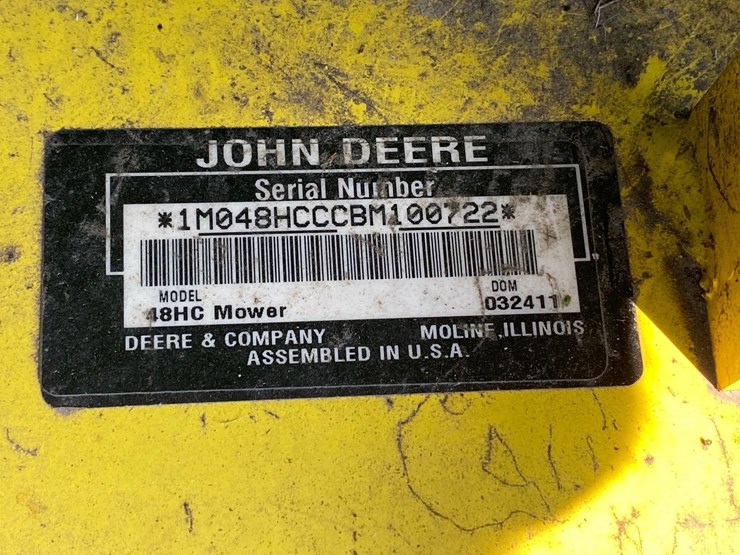 JOHN DEERE
Serial Number
*1M048HCCCBM100722*
MODEL DOM
48HC Mower 032411
DEERE & COMPANY MOLINE, ILLINOIS
ASSEMBLED IN U.S.A.